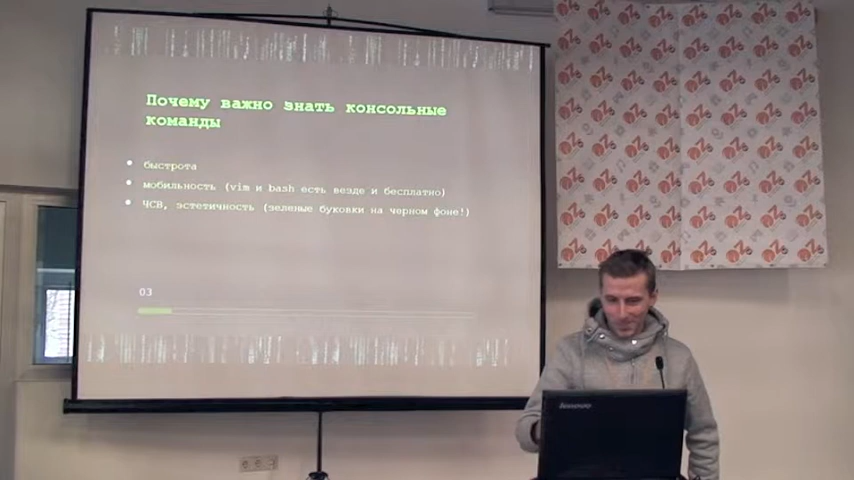 Почему важно знать консольные
команды
быстрота
мобильность (vim и bash есть везде и бесплатно)
ЧСВ, эстетичность (зеленые буковки на черном фоне!)
03
lenovo